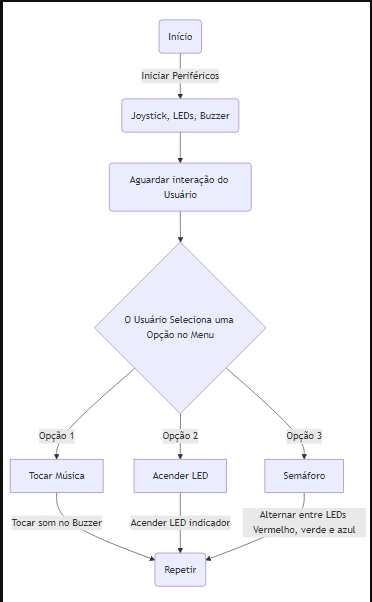 Início
Iniciar Periféricos
Joystick, LEDs, Buzzer
Aguardar interação do
Usuário
O Usuário Seleciona uma
Opção no Menu
Opção 1
Opção 2
Opção 3
Tocar Música
Acender LED
Semáforo
Tocar som no Buzzer
Acender LED indicador
Alternar entre LEDs
Vermelho, verde e azul
Repetir